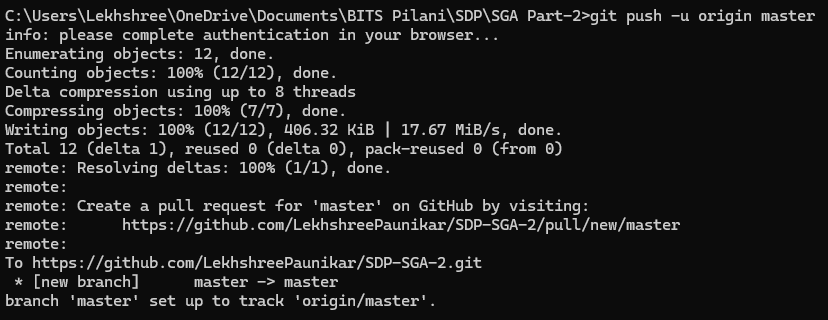 C:\Users\Lekhshree\OneDrive\Documents\BITS Pilani\SDP\SGA Part-2>git push -u origin master
info: please complete authentication in your browser...
Enumerating objects: 12, done.
Counting objects: 100% (12/12), done.
Delta compression using up to 8 threads
Compressing objects: 100% (7/7), done.
Writing objects: 100% (12/12), 406.32 KiB | 17.67 MiB/s, done.
Total 12 (delta 1), reused 0 (delta 0), pack-reused 0 (from 0)
remote: Resolving deltas: 100% (1/1), done.
remote:
remote: Create a pull request for 'master' on GitHub by visiting:
remote:      https://github.com/LekhshreePaunikar/SDP-SGA-2/pull/new/master
remote:
To https://github.com/LekhshreePaunikar/SDP-SGA-2.git
 * [new branch]      master -> master
branch 'master' set up to track 'origin/master'.